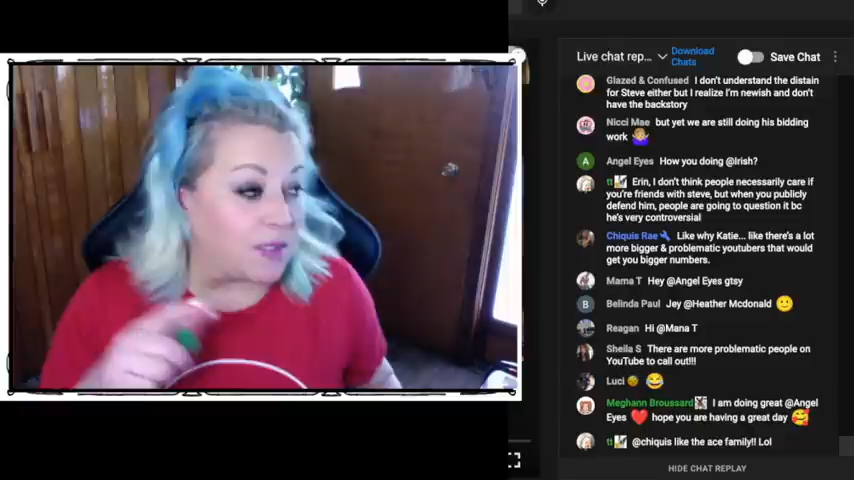 Live chat rep...
Download
Chats
Save Chat
Glazed & Confused I don't understand the distain
for Steve either but I realize I'm newish and don't
have the backstory
Nicci Mae but yet we are still doing his bidding
work
A
Angel Eyes How you doing @Irish?
tt Erin, I don't think people necessarily care if
you're friends with steve, but when you publicly
defend him, people are going to question it bc
he's very controversial
Chiquis Rae Like why Katie... like there's a lot
more bigger & problematic youtubers that would
get you bigger numbers.
Mama T Hey @Angel Eyes gtsy
B
Belinda Paul Jey @Heather Mcdonald
Reagan Hi @Mana T
Sheila S There are more problematic people on
YouTube to call out!!!
Luci
Meghann Broussard I am doing great @Angel
Eyes hope you are having a great day
tt @chiquis like the ace family!! Lol
HIDE CHAT REPLAY